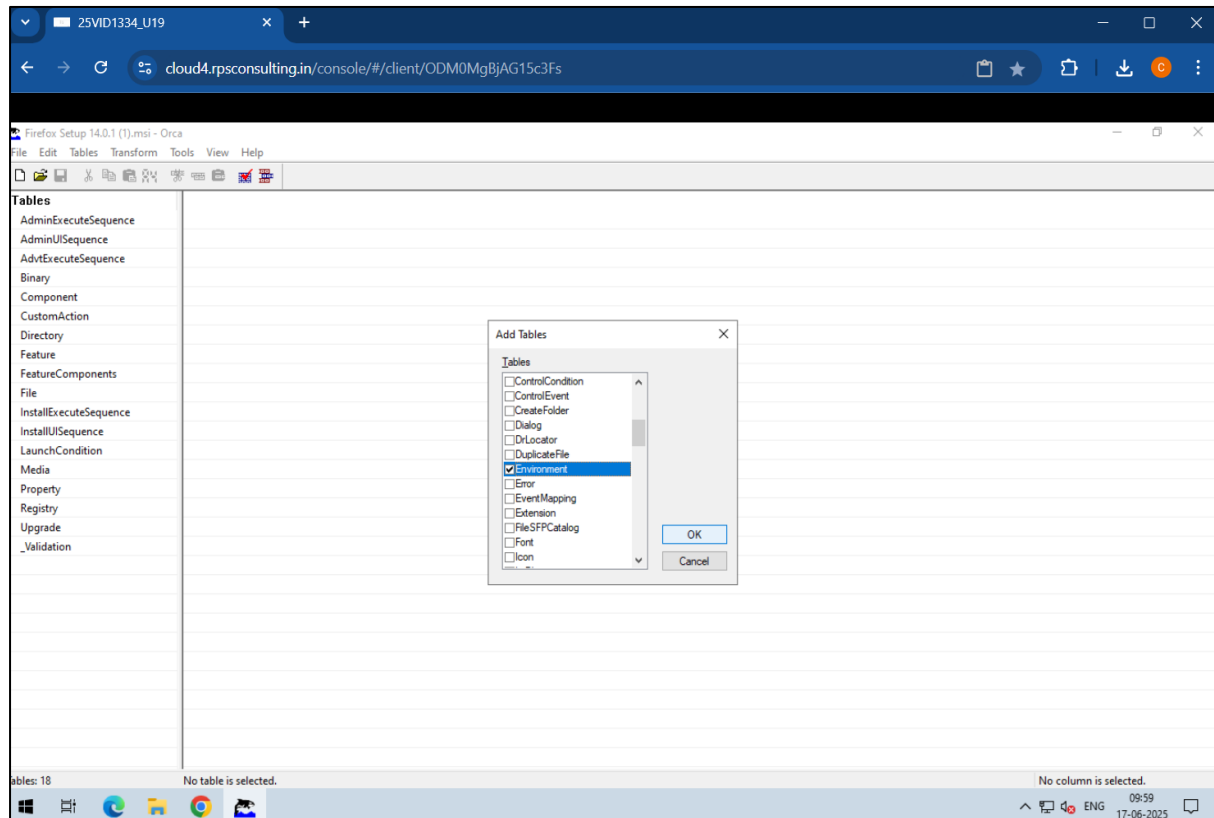 25VID1334_U19
cloud4.rpsconsulting.in/console/#/client/ODM0MgBjAG15c3Fs
C
Firefox Setup 14.0.1 (1).msi - Orca
File Edit Tables Transform Tools View Help
Tables
AdminExecuteSequence
AdminUISequence
AdvtExecuteSequence
Binary
Component
CustomAction
Directory
Feature
FeatureComponents
File
InstallExecuteSequence
InstallUISequence
LaunchCondition
Media
Property
Registry
Upgrade
_Validation
Add Tables
Tables
ControlCondition
ControlEvent
CreateFolder
Dialog
DrLocator
DuplicateFile
Environment
Error
EventMapping
Extension
FileSFPCatalog
Font
Icon
OK
Cancel
ables: 18 No table is selected. No column is selected.
ENG 09:59
17-06-2025